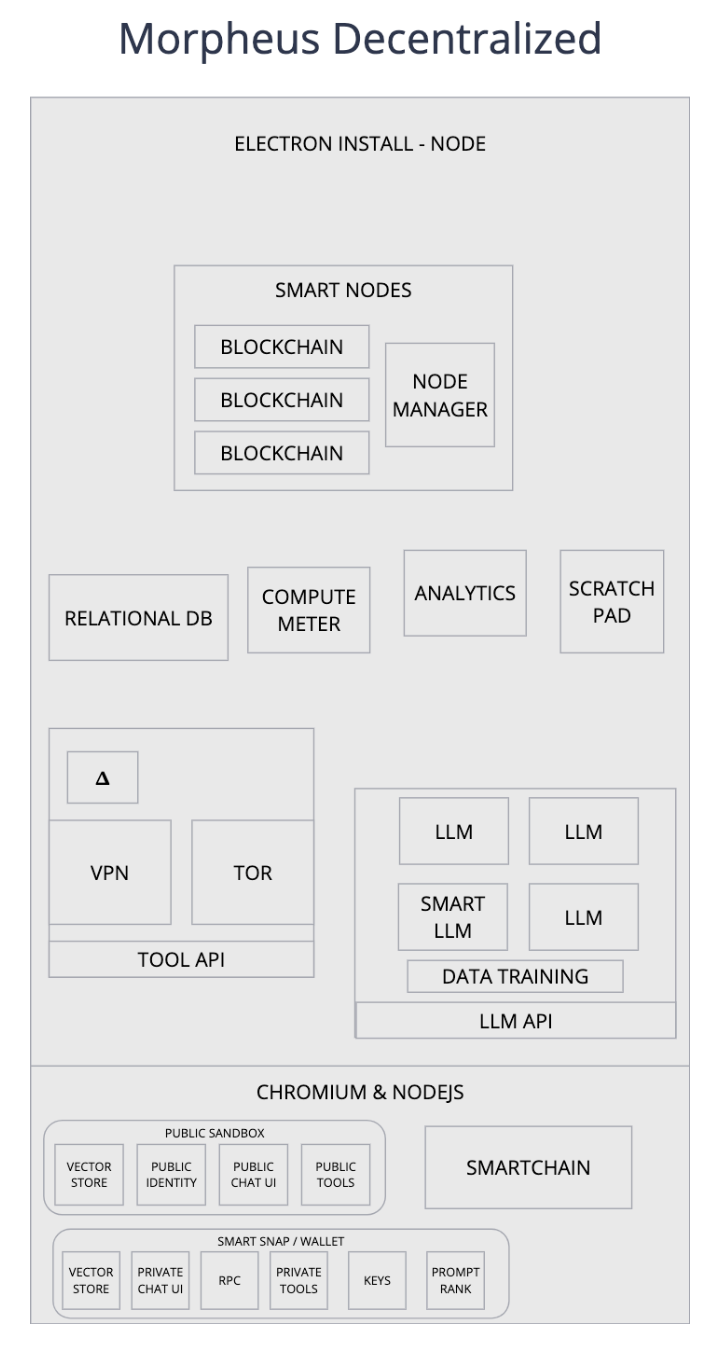 Morpheus Decentralized
ELECTRON INSTALL - NODE
SMART NODES
BLOCKCHAIN
BLOCKCHAIN
BLOCKCHAIN
NODE
MANAGER
RELATIONAL DB
COMPUTE
METER
ANALYTICS
SCRATCH
PAD
Δ
VPN
TOR
TOOL API
LLM
LLM
SMART
LLM
LLM
DATA TRAINING
LLM API
CHROMIUM & NODEJS
PUBLIC SANDBOX
VECTOR
STORE
PUBLIC
IDENTITY
PUBLIC
CHAT UI
PUBLIC
TOOLS
SMARTCHAIN
SMART SNAP / WALLET
VECTOR
STORE
PRIVATE
CHAT UI
RPC
PRIVATE
TOOLS
KEYS
PROMPT
RANK